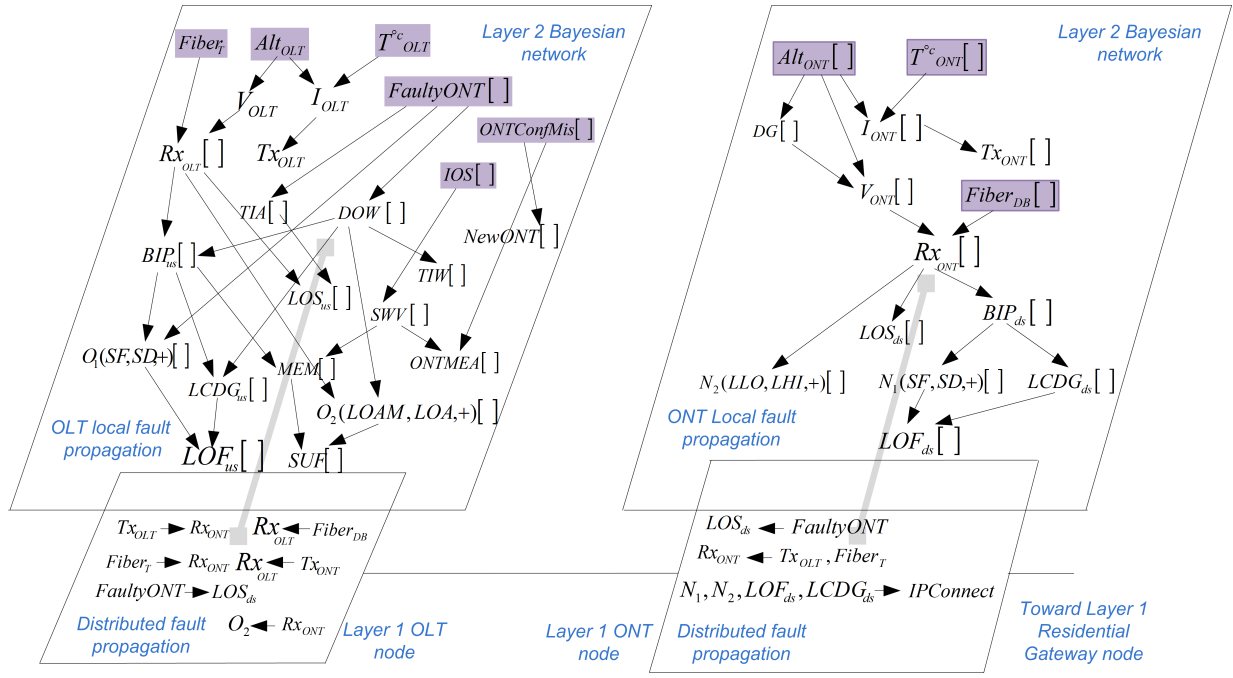 Layer 2 Bayesian
network
Fiber_T
Alt_OLT
T°c_OLT
V_OLT
I_OLT
FaultyONT[ ]
ONTConfMis[ ]
Rx_OLT[ ]
Tx_OLT
IOS[ ]
TIA[ ]
DOW[ ]
NewONT[ ]
BIP_us[ ]
TIW[ ]
LOS_us[ ]
SWV[ ]
O_1(SF,SD,+)[ ]
MEM[ ]
ONTMEA[ ]
LCDG_us[ ]
O_2(LOAM,LOA,+)[ ]
OLT local fault
propagation
LOF_us[ ]
SUF[ ]
Tx_OLT → Rx_ONT
Rx_OLT ← Fiber_DB
Fiber_T → Rx_ONT
Rx_OLT ← Tx_ONT
FaultyONT → LOS_ds
O_2 ← Rx_ONT
Distributed fault
propagation
Layer 1 OLT
node
Layer 2 Bayesian
network
Alt_ONT[ ]
T°c_ONT[ ]
DG[ ]
I_ONT[ ]
Tx_ONT[ ]
V_ONT[ ]
Fiber_DB[ ]
Rx_ONT[ ]
LOS_ds[ ]
BIP_ds[ ]
N_2(LLO,LHI,+)[ ]
N_1(SF,SD,+)[ ]
LCDG_ds[ ]
ONT Local fault
propagation
LOF_ds[ ]
LOS_ds ← FaultyONT
Rx_ONT ← Tx_OLT,Fiber_T
N_1,N_2,LOF_ds,LCDG_ds → IPConnect
Layer 1 ONT
node
Distributed fault
propagation
Toward Layer 1
Residential
Gateway node